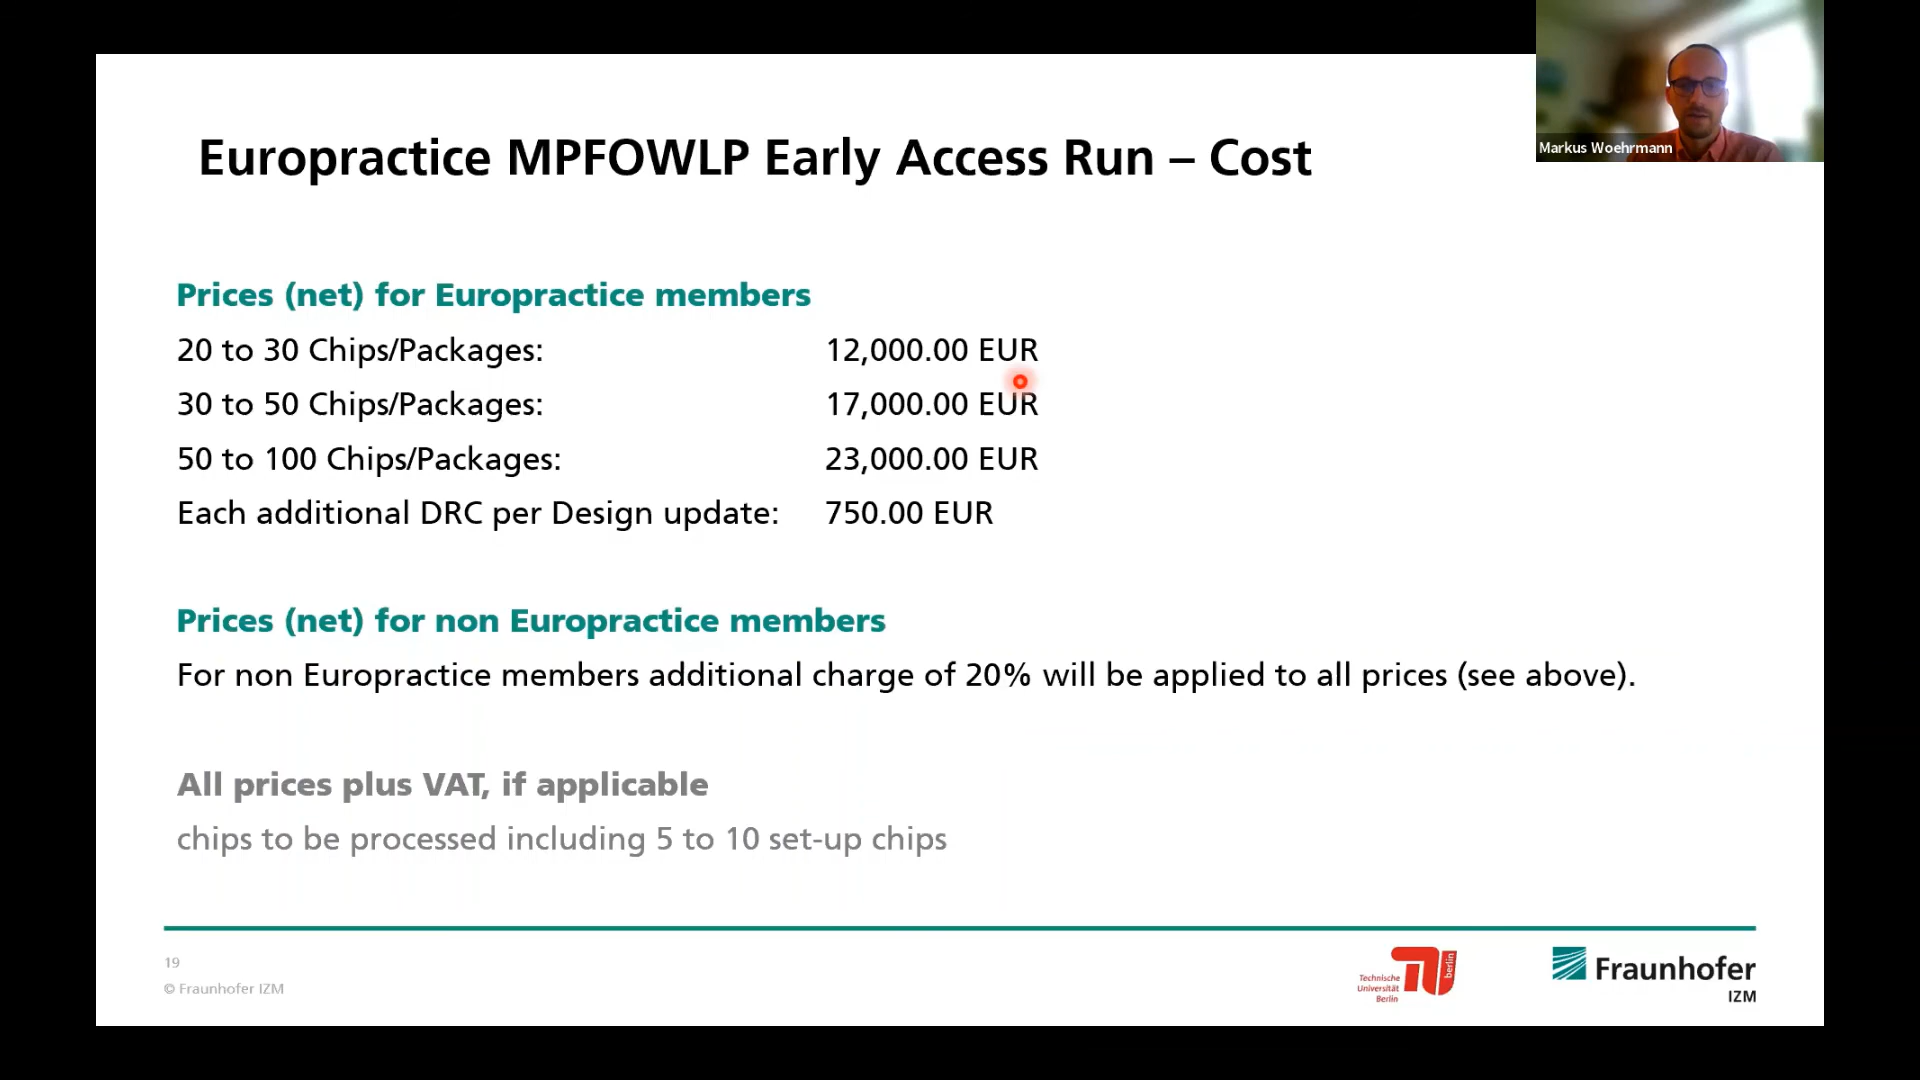 Markus Woehrmann
Europractice MPFOWLP Early Access Run – Cost
Prices (net) for Europractice members
20 to 30 Chips/Packages: 12,000.00 EUR
30 to 50 Chips/Packages: 17,000.00 EUR
50 to 100 Chips/Packages: 23,000.00 EUR
Each additional DRC per Design update: 750.00 EUR
Prices (net) for non Europractice members
For non Europractice members additional charge of 20% will be applied to all prices (see above).
All prices plus VAT, if applicable
chips to be processed including 5 to 10 set-up chips
19
© Fraunhofer IZM
Technische
Universität
Berlin
TU
berlin
Fraunhofer
IZM